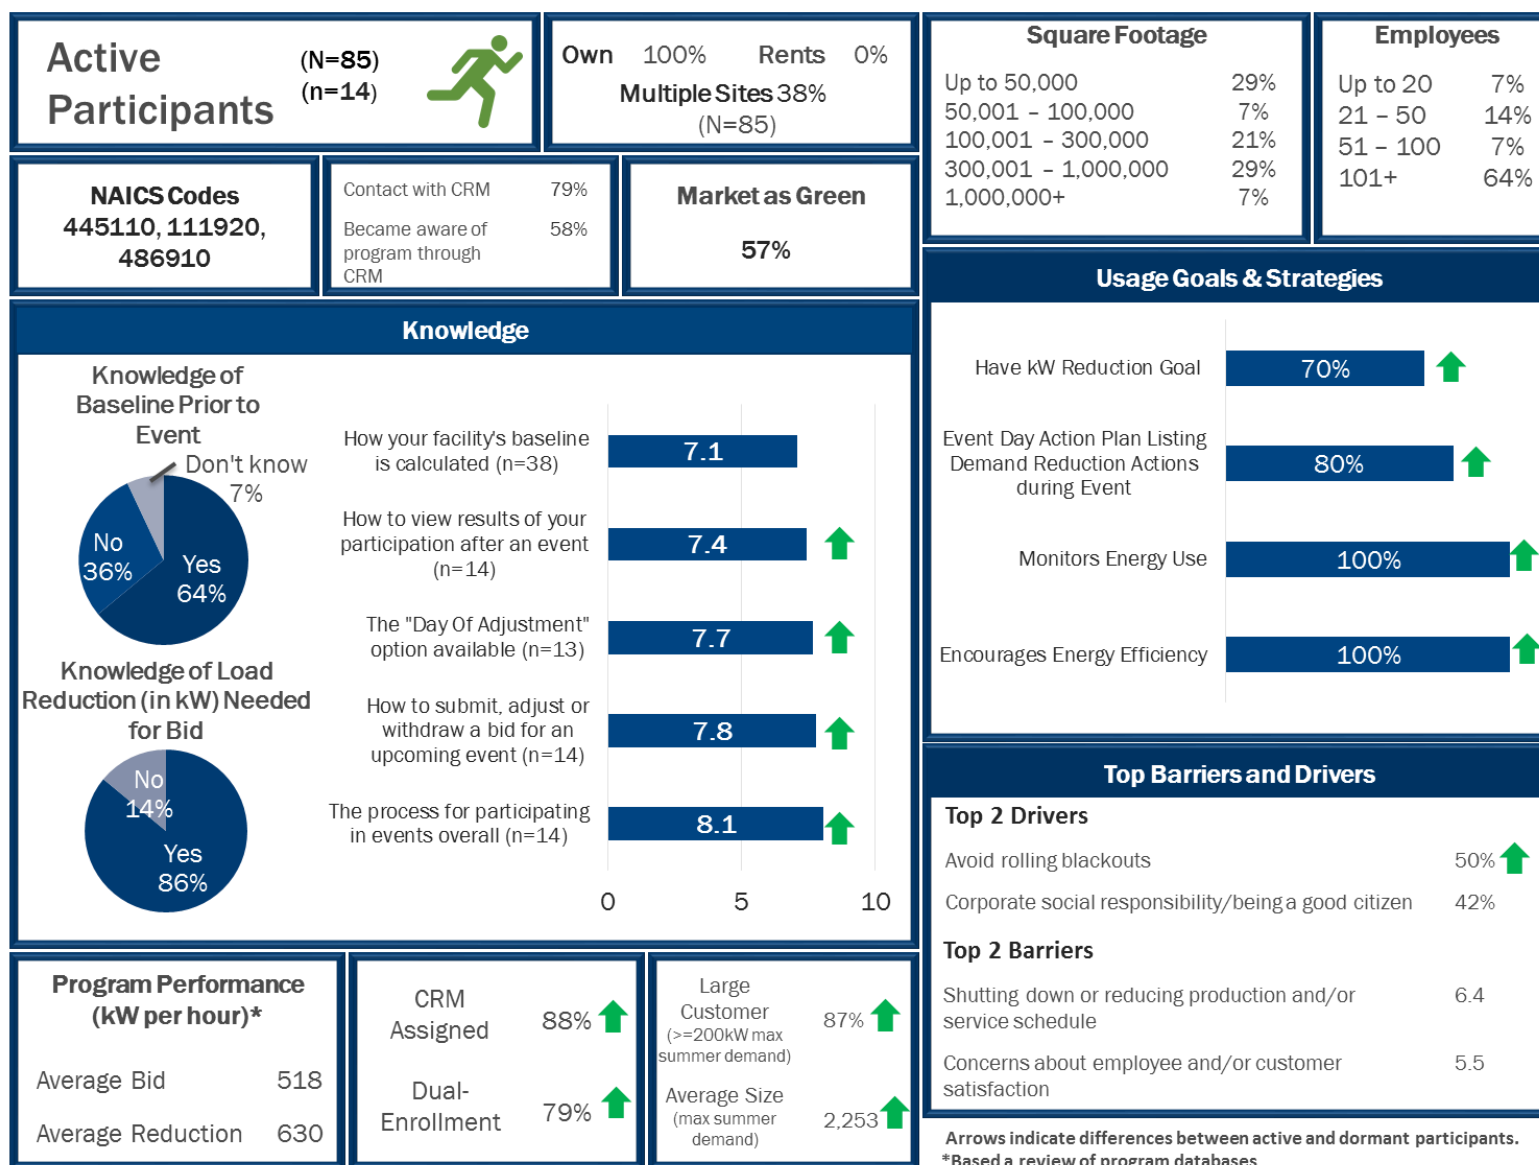 Active
Participants
(N=85)
(n=14)
Own 100% Rents 0%
Multiple Sites 38%
(N=85)
Square Footage
Up to 50,000 29%
50,001 – 100,000 7%
100,001 – 300,000 21%
300,001 – 1,000,000 29%
1,000,000+ 7%
Employees
Up to 20 7%
21 – 50 14%
51 – 100 7%
101+ 64%
NAICS Codes
445110, 111920,
486910
Contact with CRM 79%
Became aware of 58%
program through
CRM
Market as Green
57%
Knowledge
Knowledge of
Baseline Prior to
Event
Don't know
7%
No
36%
Yes
64%
Knowledge of Load
Reduction (in kW) Needed
for Bid
No
14%
Yes
86%
How your facility's baseline
is calculated (n=38)
7.1
How to view results of your
participation after an event
(n=14)
7.4
The "Day Of Adjustment"
option available (n=13)
7.7
How to submit, adjust or
withdraw a bid for an
upcoming event (n=14)
7.8
The process for participating
in events overall (n=14)
8.1
0 5 10
Usage Goals & Strategies
Have kW Reduction Goal 70%
Event Day Action Plan Listing
Demand Reduction Actions
during Event
80%
Monitors Energy Use 100%
Encourages Energy Efficiency 100%
Top Barriers and Drivers
Top 2 Drivers
Avoid rolling blackouts 50%
Corporate social responsibility/being a good citizen 42%
Top 2 Barriers
Shutting down or reducing production and/or 6.4
service schedule
Concerns about employee and/or customer 5.5
satisfaction
Program Performance
(kW per hour)*
Average Bid 518
Average Reduction 630
CRM
Assigned
88%
Dual-
Enrollment
79%
Large
Customer
(>=200kW max
summer demand)
87%
Average Size
(max summer
demand)
2,253
Arrows indicate differences between active and dormant participants.
*Based a review of program databases